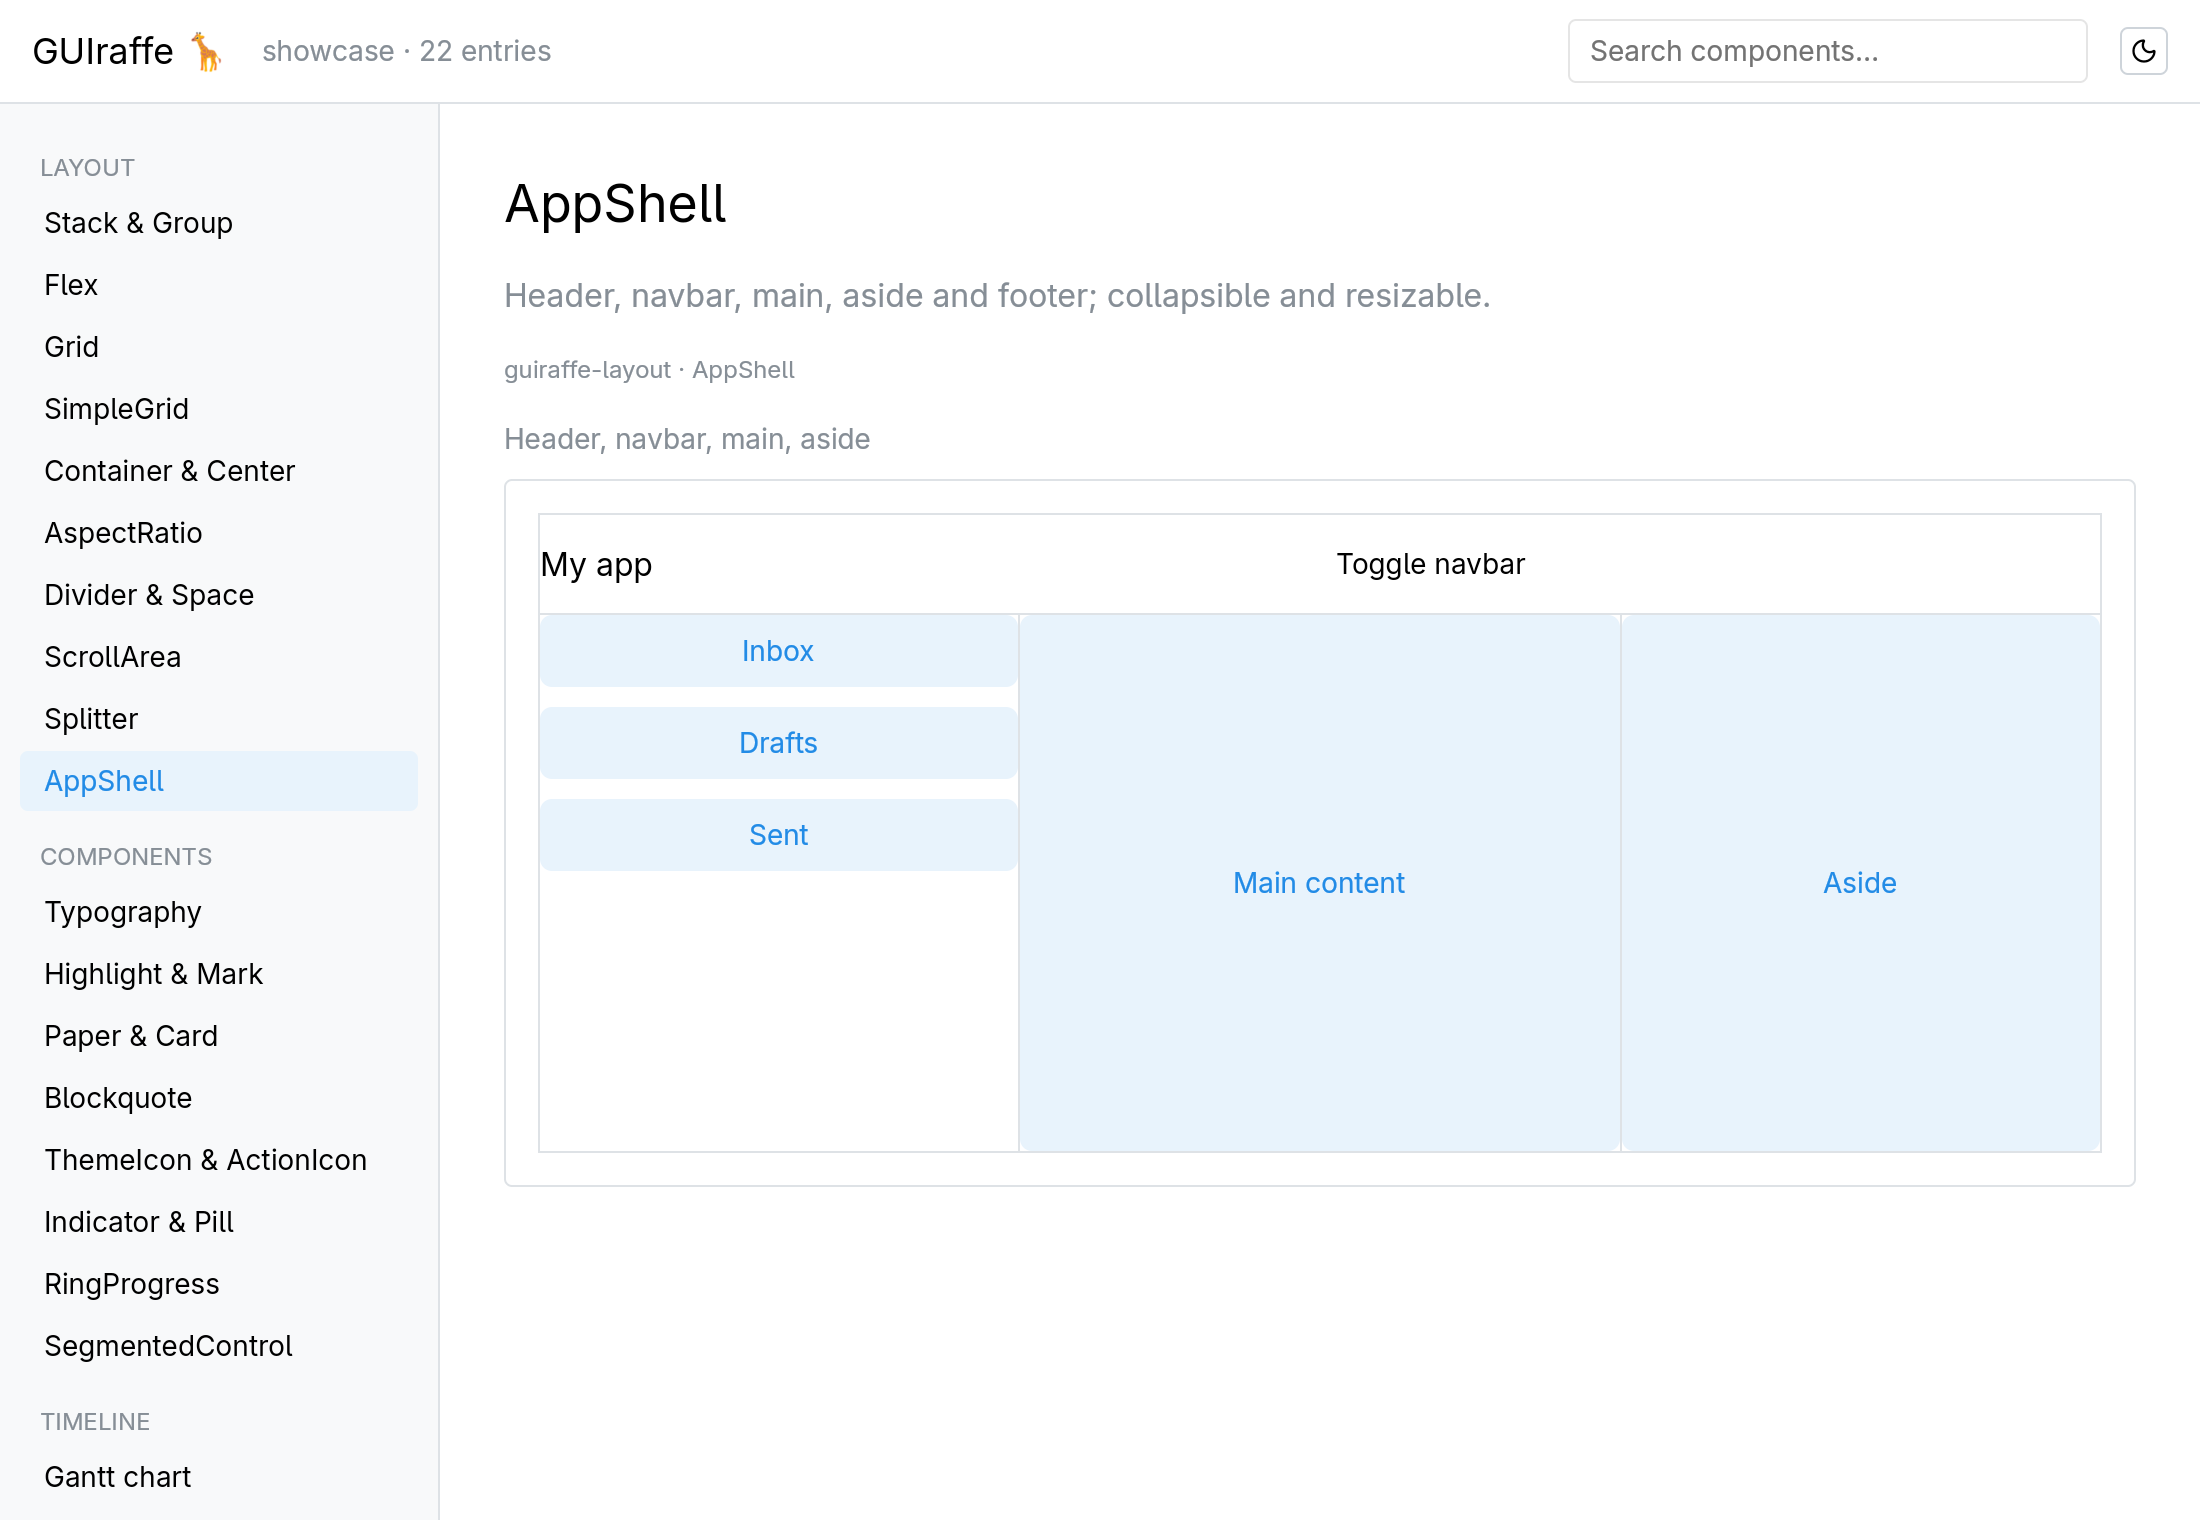 GUIraffe 🦒 showcase · 22 entries
Search components...
LAYOUT
Stack & Group
Flex
Grid
SimpleGrid
Container & Center
AspectRatio
Divider & Space
ScrollArea
Splitter
AppShell
COMPONENTS
Typography
Highlight & Mark
Paper & Card
Blockquote
ThemeIcon & ActionIcon
Indicator & Pill
RingProgress
SegmentedControl
TIMELINE
Gantt chart
AppShell
Header, navbar, main, aside and footer; collapsible and resizable.
guiraffe-layout · AppShell
Header, navbar, main, aside
My app
Toggle navbar
Inbox
Drafts
Sent
Main content
Aside